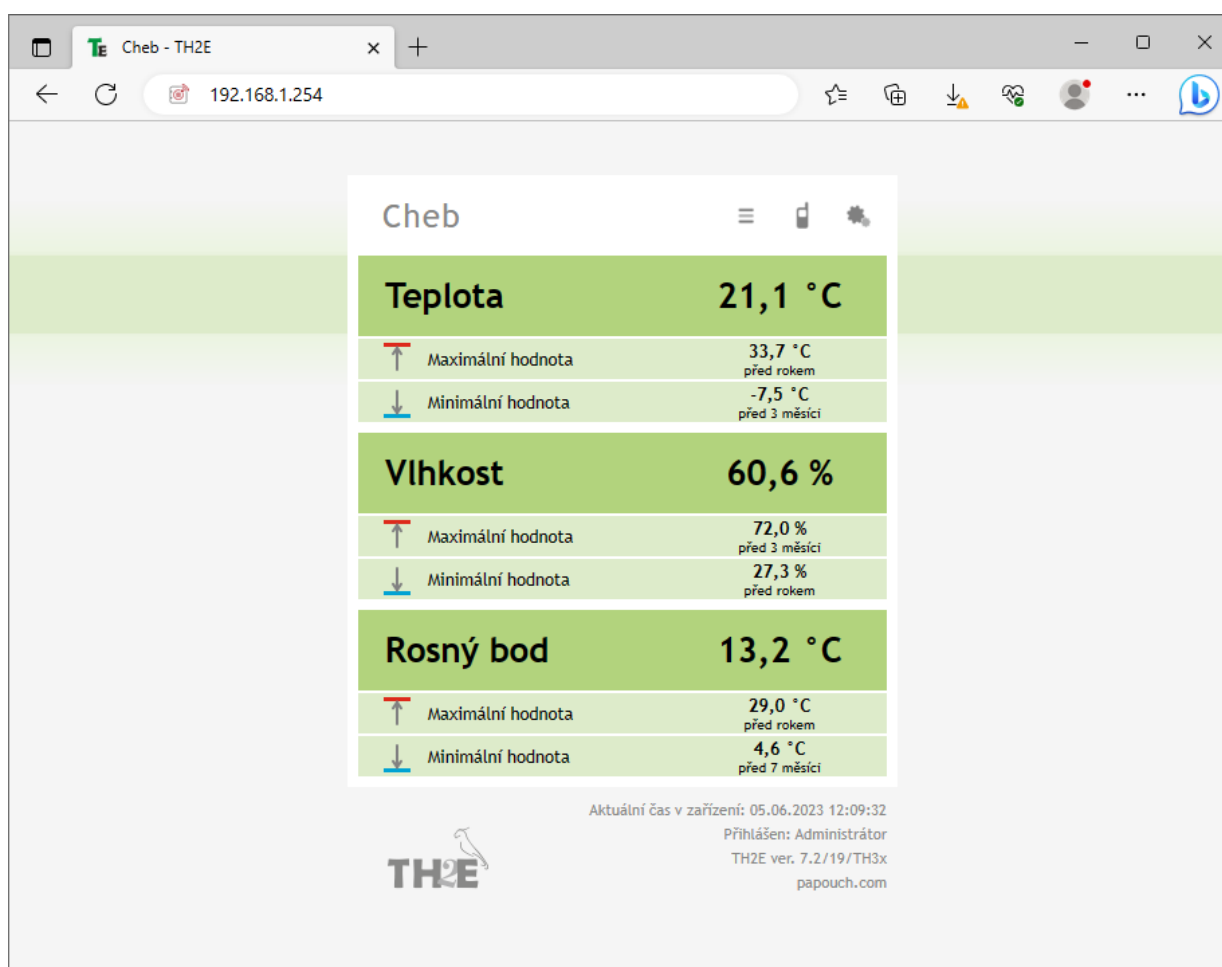 TE Cheb - TH2E
192.168.1.254
Cheb
Teplota 21,1 °C
Maximální hodnota 33,7 °C
před rokem
Minimální hodnota -7,5 °C
před 3 měsíci
Vlhkost 60,6 %
Maximální hodnota 72,0 %
před 3 měsíci
Minimální hodnota 27,3 %
před rokem
Rosný bod 13,2 °C
Maximální hodnota 29,0 °C
před rokem
Minimální hodnota 4,6 °C
před 7 měsíci
Aktuální čas v zařízení: 05.06.2023 12:09:32
Přihlášen: Administrátor
TH2E ver. 7.2/19/TH3x
papouch.com
TH2E